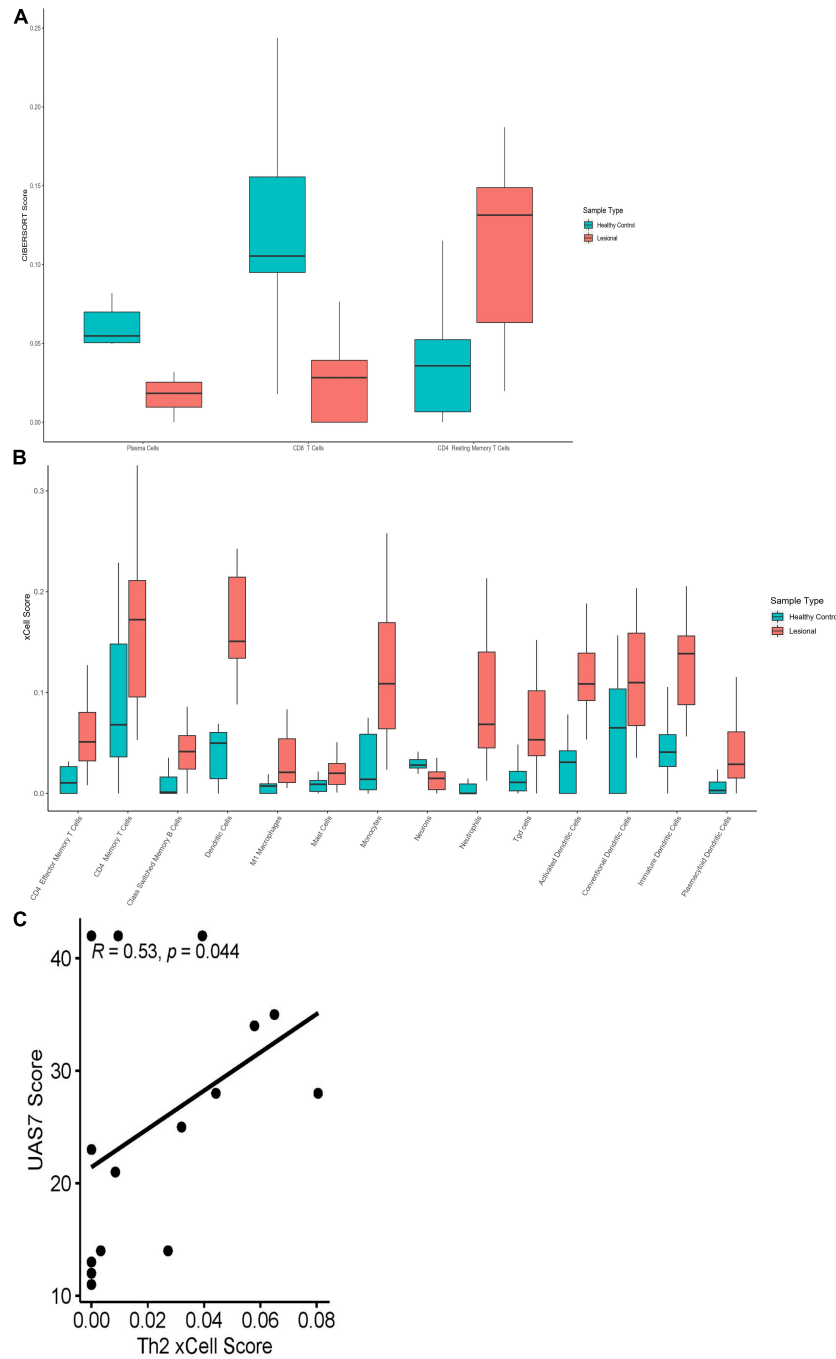 A
0.25
0.20
0.15
0.10
0.05
0.00
CIBERSORT Score
Plasma Cells
CD8 T Cells
CD4 Resting Memory T Cells
Sample Type
Healthy Control
Lesional
B
0.3
0.2
0.1
0.0
xCell Score
CD4 Effector Memory T Cells
CD4 Memory T Cells
Class Switched Memory B Cells
Dendritic Cells
M1 Macrophages
Mast Cells
Monocytes
Neurons
Neutrophils
Tgd cells
Activated Dendritic Cells
Conventional Dendritic Cells
Immature Dendritic Cells
Plasmacytoid Dendritic Cells
Sample Type
Healthy Contro
Lesional
C
R = 0.53, p = 0.044
40
30
20
10
UAS7 Score
0.00 0.02 0.04 0.06 0.08
Th2 xCell Score